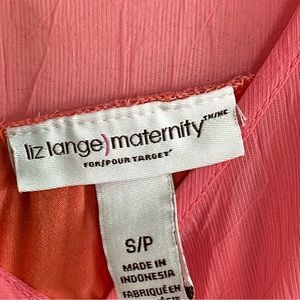 liz lange)maternity TM/MC
FOR/POUR TARGET
S/P
MADE IN
INDONESIA
FABRIQUÉ EN